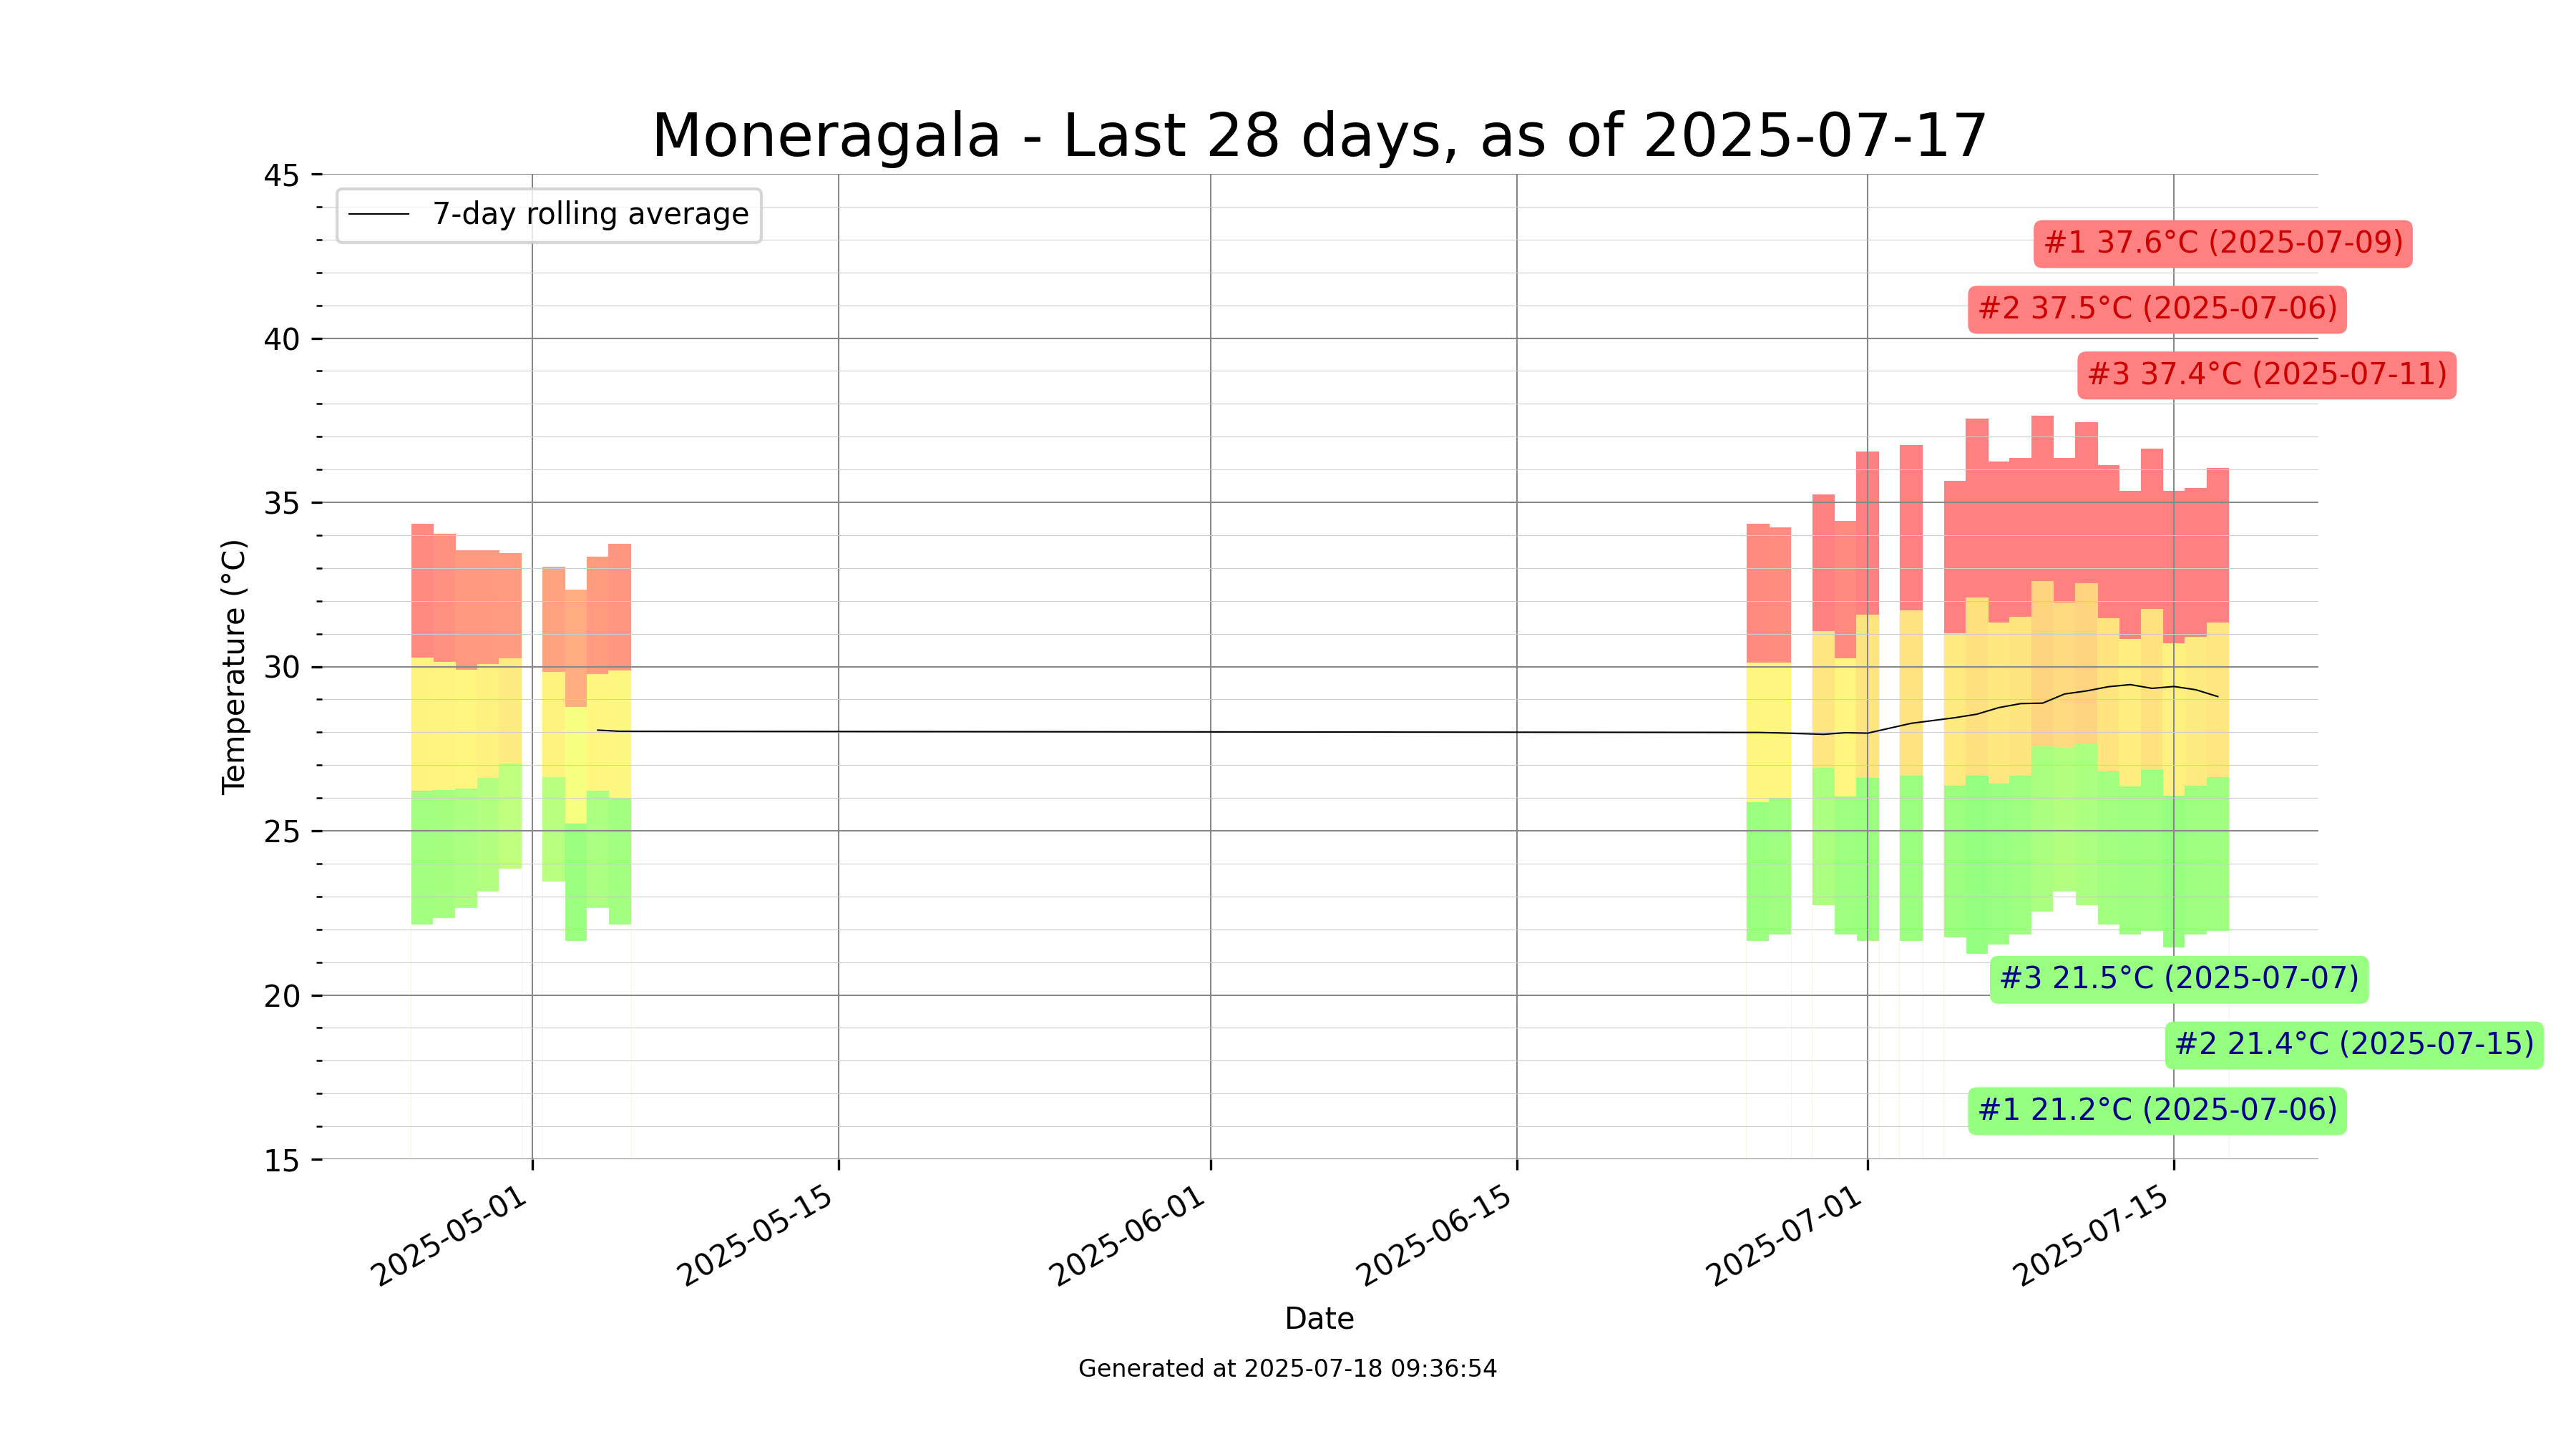 Moneragala - Last 28 days, as of 2025-07-17
7-day rolling average
45
40
35
30
25
20
15
Temperature (°C)
#1 37.6°C (2025-07-09)
#2 37.5°C (2025-07-06)
#3 37.4°C (2025-07-11)
#3 21.5°C (2025-07-07)
#2 21.4°C (2025-07-15)
#1 21.2°C (2025-07-06)
2025-05-01
2025-05-15
2025-06-01
2025-06-15
2025-07-01
2025-07-15
Date
Generated at 2025-07-18 09:36:54